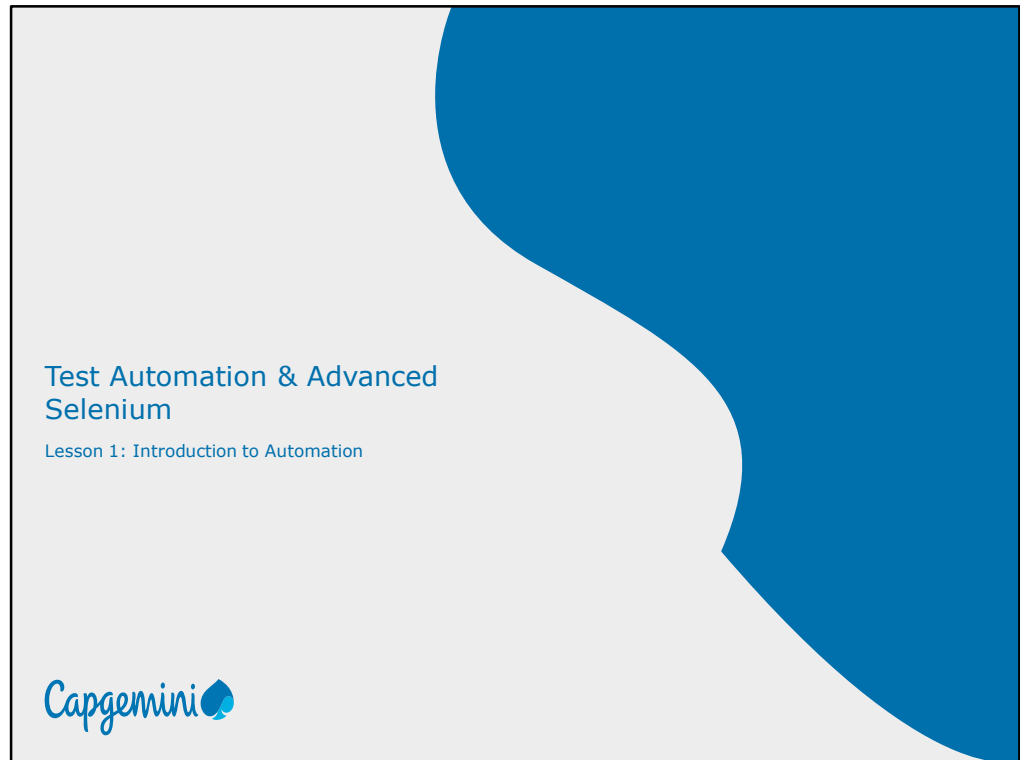 Test Automation & Advanced
Selenium
Lesson 1: Introduction to Automation
Capgemini